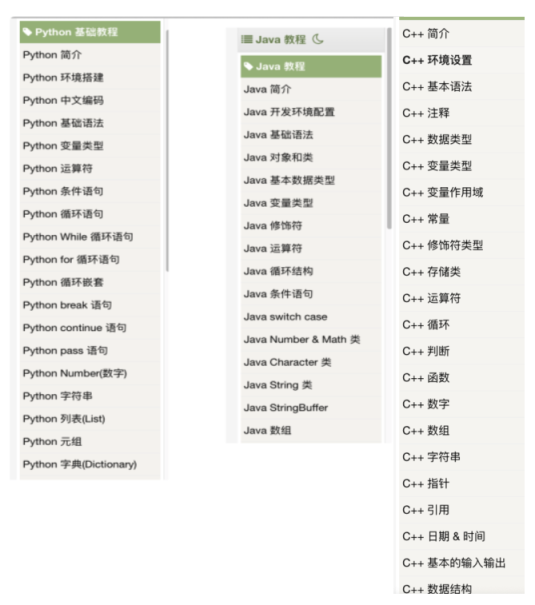 Python 基础教程
Python 简介
Python 环境搭建
Python 中文编码
Python 基础语法
Python 变量类型
Python 运算符
Python 条件语句
Python 循环语句
Python While 循环语句
Python for 循环语句
Python 循环嵌套
Python break 语句
Python continue 语句
Python pass 语句
Python Number(数字)
Python 字符串
Python 列表(List)
Python 元组
Python 字典(Dictionary)
Java 教程
Java 教程
Java 简介
Java 开发环境配置
Java 基础语法
Java 对象和类
Java 基本数据类型
Java 变量类型
Java 修饰符
Java 运算符
Java 循环结构
Java 条件语句
Java switch case
Java Number & Math 类
Java Character 类
Java String 类
Java StringBuffer
Java 数组
C++ 简介
C++ 环境设置
C++ 基本语法
C++ 注释
C++ 数据类型
C++ 变量类型
C++ 变量作用域
C++ 常量
C++ 修饰符类型
C++ 存储类
C++ 运算符
C++ 循环
C++ 判断
C++ 函数
C++ 数字
C++ 数组
C++ 字符串
C++ 指针
C++ 引用
C++ 日期 & 时间
C++ 基本的输入输出
C++ 数据结构